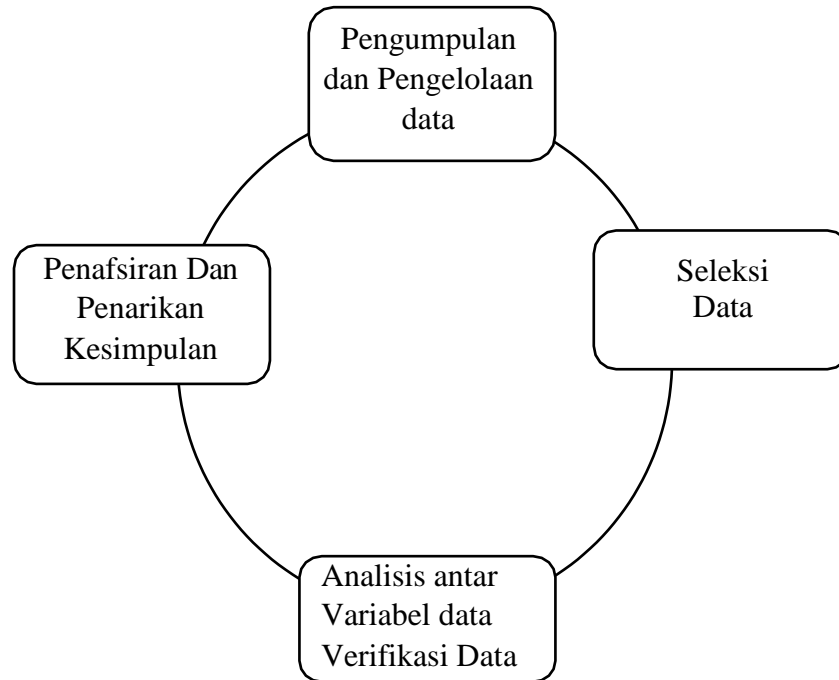 Pengumpulan
dan Pengelolaan
data
Seleksi
Data
Analisis antar
Variabel data
Verifikasi Data
Penafsiran Dan
Penarikan
Kesimpulan